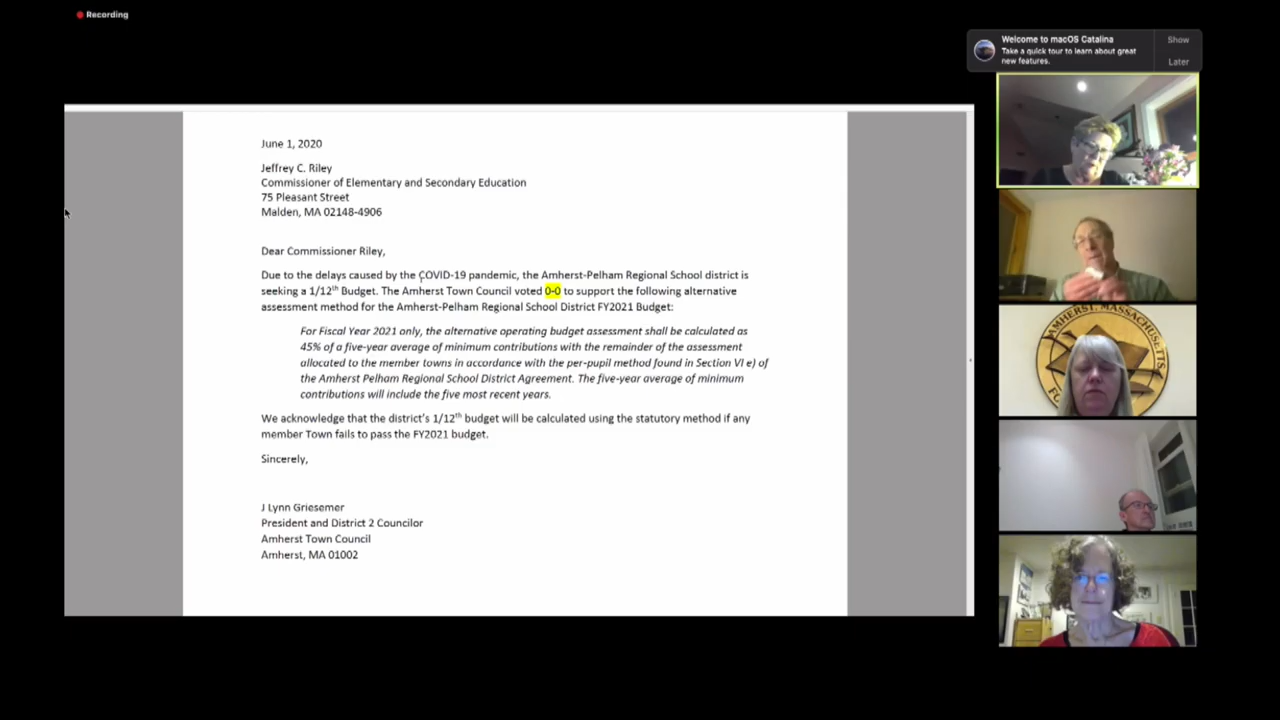 Recording
Welcome to macOS Catalina
Take a quick tour to learn about great
new features.
Show
Later
June 1, 2020
Jeffrey C. Riley
Commissioner of Elementary and Secondary Education
75 Pleasant Street
Malden, MA 02148-4906
Dear Commissioner Riley,
Due to the delays caused by the COVID-19 pandemic, the Amherst-Pelham Regional School district is
seeking a 1/12th Budget. The Amherst Town Council voted 0-0 to support the following alternative
assessment method for the Amherst-Pelham Regional School District FY2021 Budget:
For Fiscal Year 2021 only, the alternative operating budget assessment shall be calculated as
45% of a five-year average of minimum contributions with the remainder of the assessment
allocated to the member towns in accordance with the per-pupil method found in Section VI e) of
the Amherst Pelham Regional School District Agreement. The five-year average of minimum
contributions will include the five most recent years.
We acknowledge that the district's 1/12th budget will be calculated using the statutory method if any
member Town fails to pass the FY2021 budget.
Sincerely,
J Lynn Griesemer
President and District 2 Councilor
Amherst Town Council
Amherst, MA 01002
AMHERST, MASSACHUSETTS